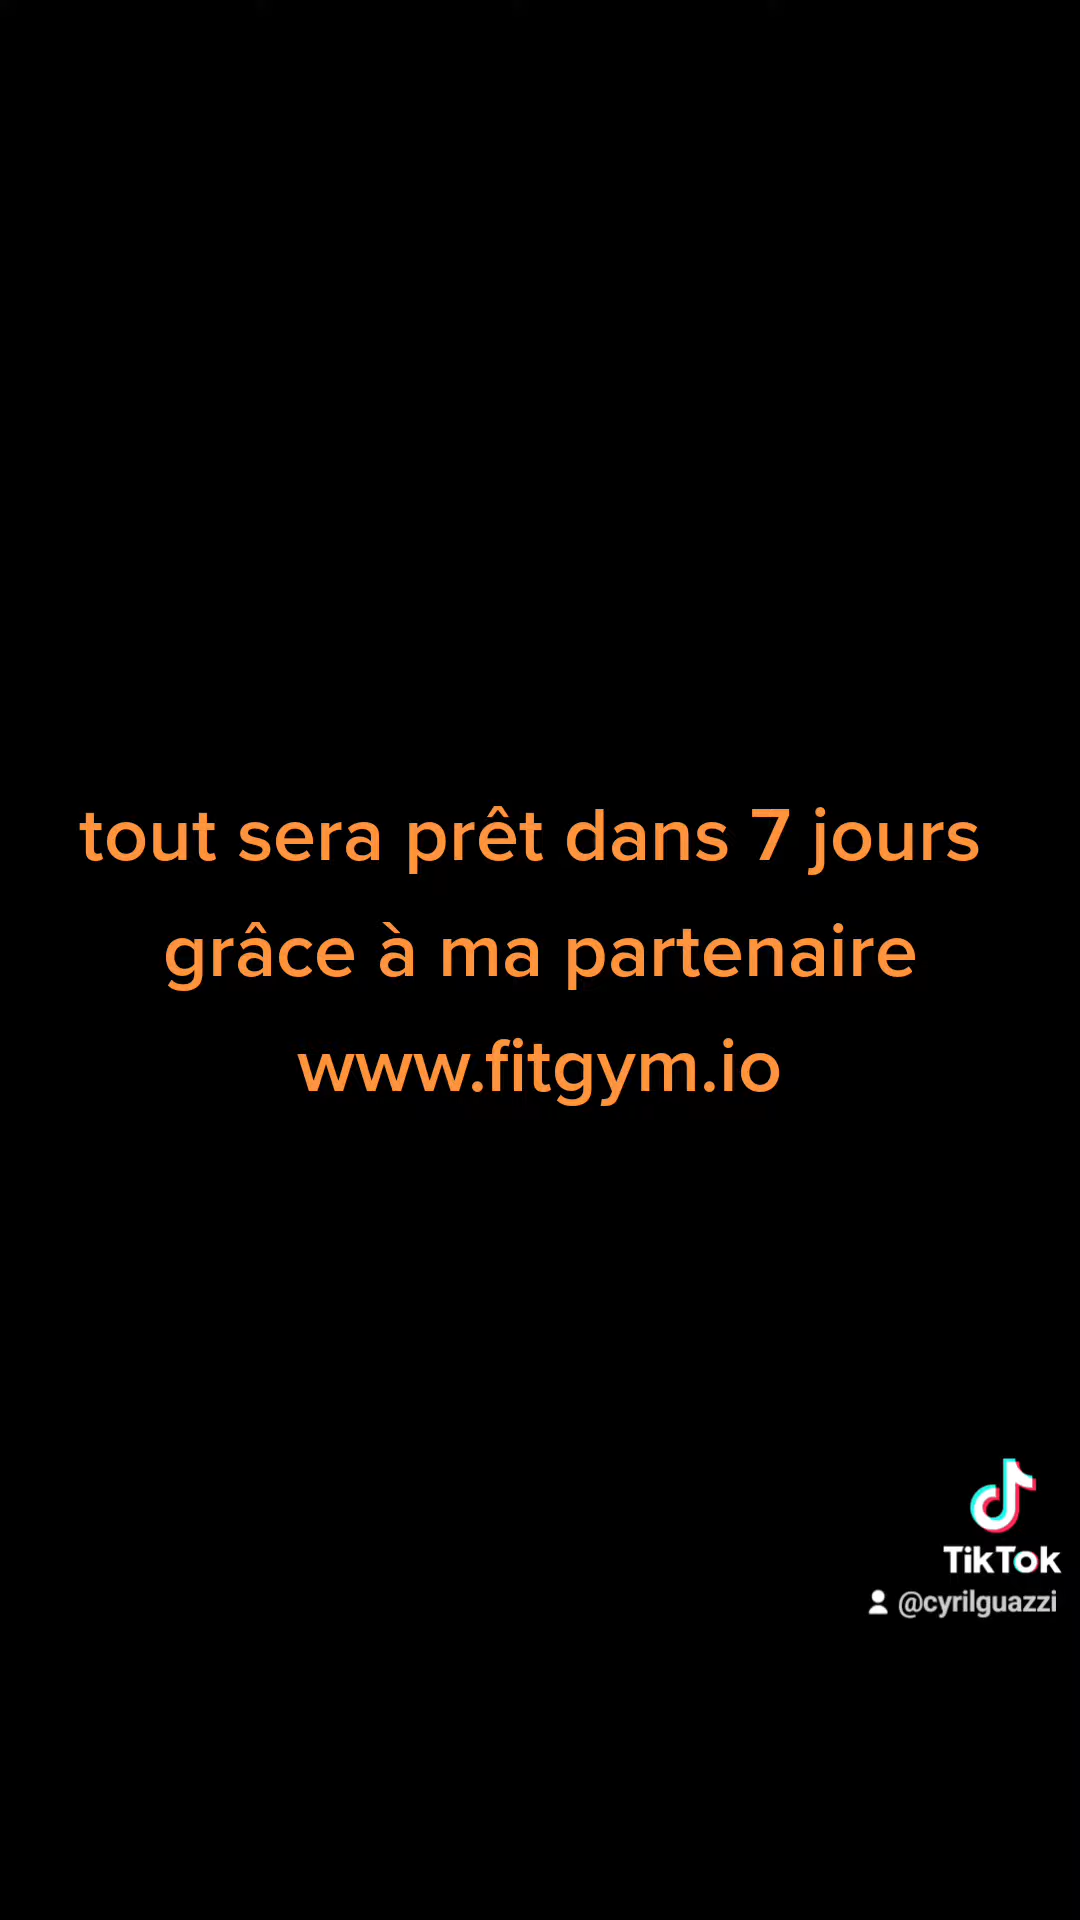 tout sera prêt dans 7 jours
grâce à ma partenaire
www.fitgym.io
TikTok
@cyrilguazzi